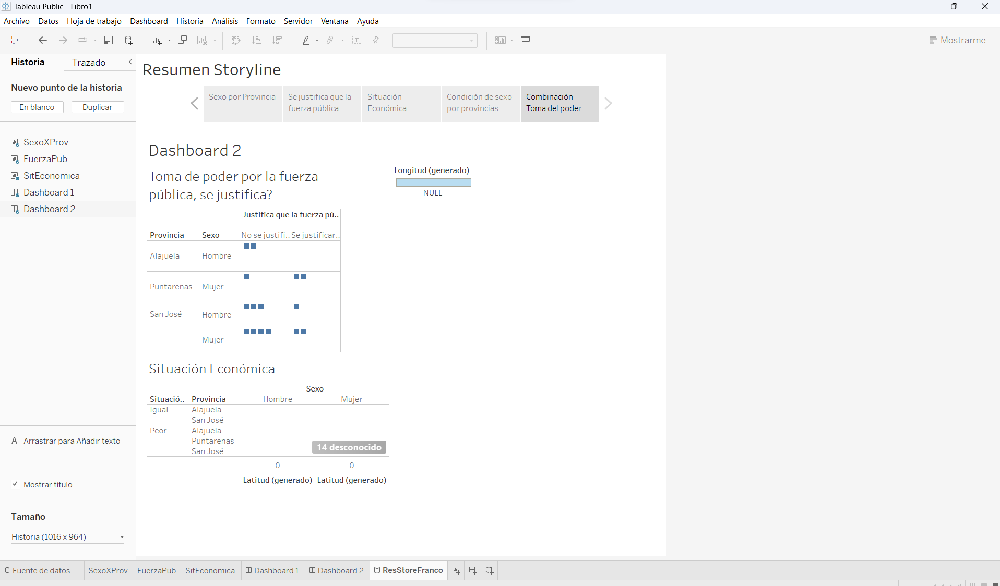 Tableau Public - Libro1
Archivo Datos Hoja de trabajo Dashboard Historia Análisis Formato Servidor Ventana Ayuda
Mostrarme
Historia
Trazado
Nuevo punto de la historia
En blanco
Duplicar
SexoXProv
FuerzaPub
SitEconomica
Dashboard 1
Dashboard 2
A Arrastrar para Añadir texto
Mostrar título
Tamaño
Historia (1016 x 964)
Resumen Storyline
Sexo por Provincia
Se justifica que la
fuerza pública
Situación
Económica
Condición de sexo
por provincias
Combinación
Toma del poder
Dashboard 2
Toma de poder por la fuerza
pública, se justifica?
Longitud (generado)
NULL
Justifica que la fuerza pú..
Provincia Sexo No se justifi.. Se justificar..
Alajuela Hombre
Puntarenas Mujer
San José Hombre
Mujer
Situación Económica
Sexo
Situació.. Provincia Hombre Mujer
Igual Alajuela
San José
Peor Alajuela
Puntarenas
San José
14 desconocido
0 0
Latitud (generado) Latitud (generado)
Fuente de datos SexoXProv FuerzaPub SitEconomica Dashboard 1 Dashboard 2 ResStoreFranco